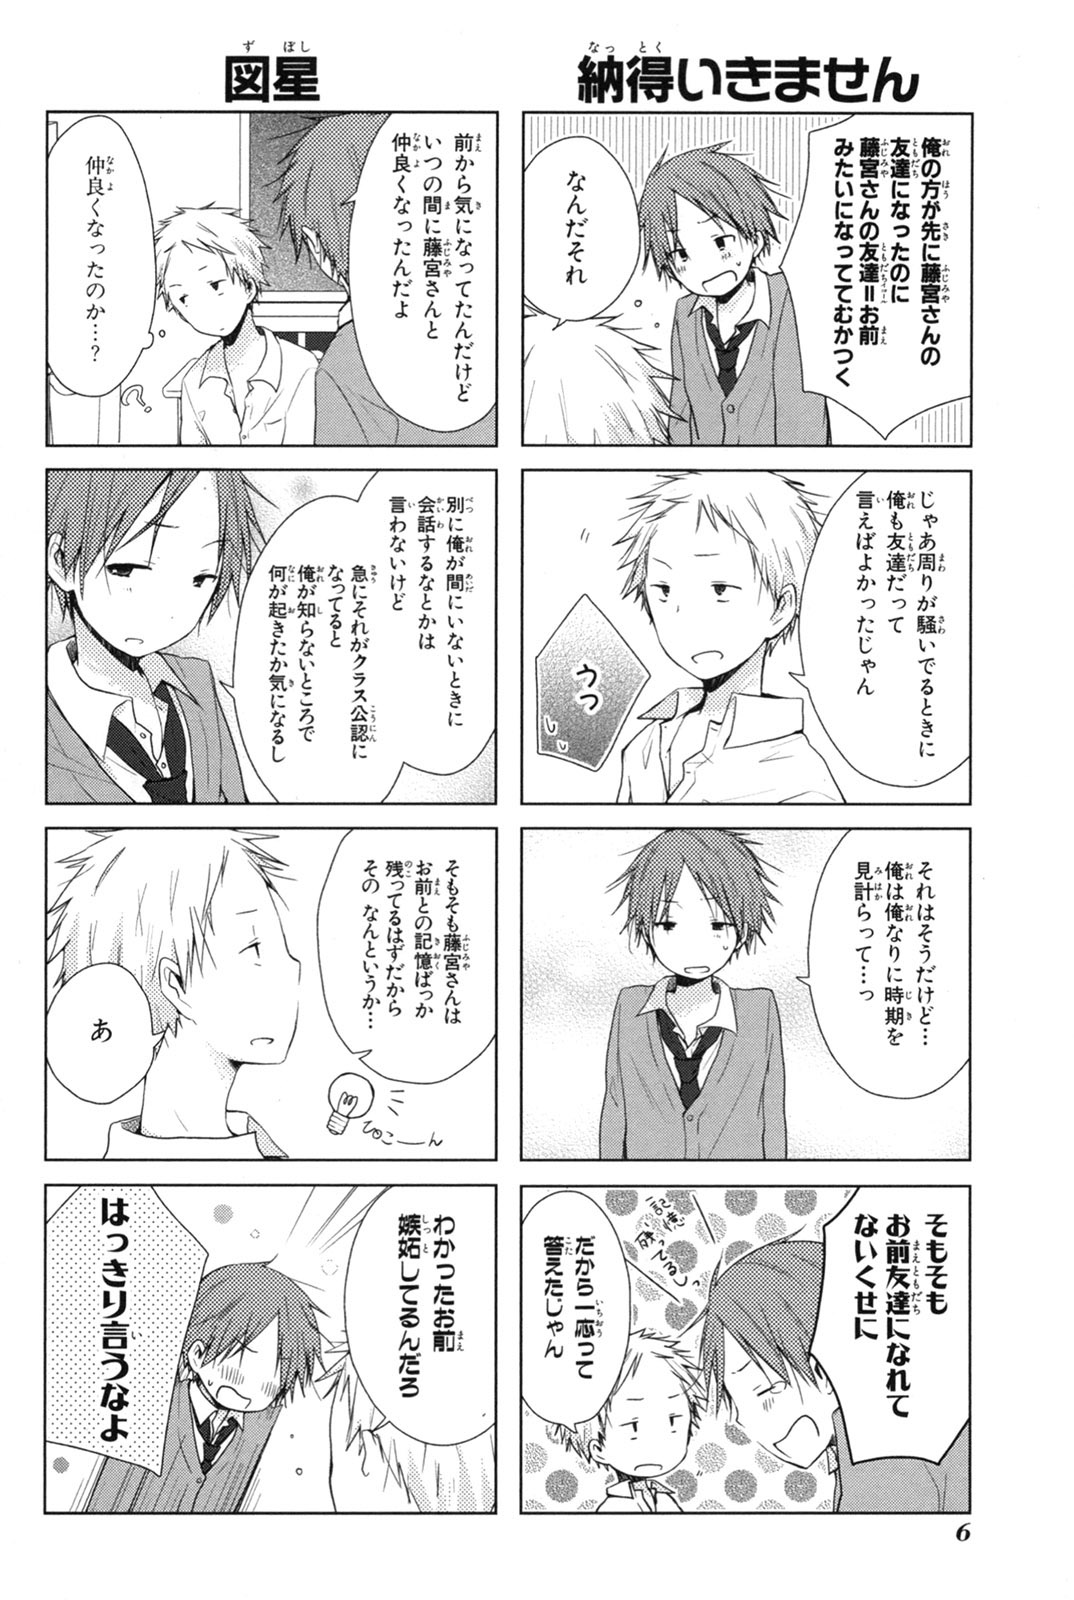 納得いきません
俺の方が先に藤宮さんの
友達になったのに
藤宮さんの友達＝お前
みたいになっててむかつく
なんだそれ
じゃあ周りが騒いでるときに
俺も友達だって
言えばよかったじゃん
うっ
それはそうだけど…
俺は俺なりに時期を
見計らって…っ
そもそも
お前友達になれて
ないくせに
記憶
残ってるしっ
だから一応って
答えたじゃん
図星
前から気になってたんだけど
いつの間に藤宮さんと
仲良くなったんだよ
仲良くなったのか…？
別に俺が間にいないときに
会話するなとかは
言わないけど
急にそれがクラス公認に
なってると
俺が知らないところで
何が起きたか気になるし
そもそも藤宮さんは
お前との記憶ばっか
残ってるはずだから
その なんというか…
あ
ぴこーん
わかったお前
嫉妬してるんだろ
はっきり言うなよ
6